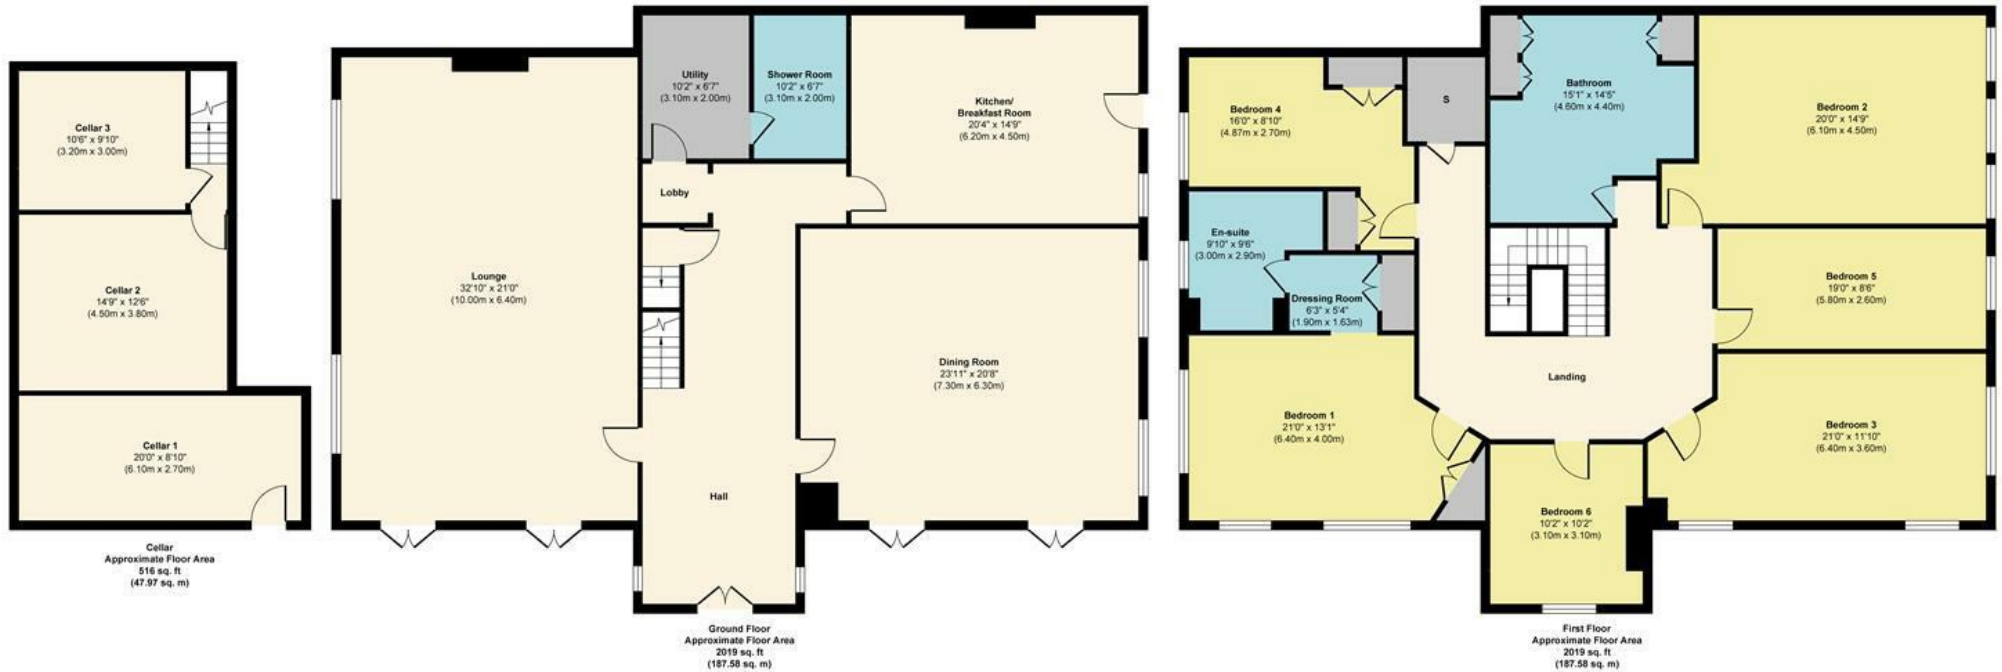 Cellar 3
10'6" x 9'10"
(3.20m x 3.00m)
Cellar 2
14'9" x 12'6"
(4.50m x 3.80m)
Cellar 1
20'0" x 8'10"
(6.10m x 2.70m)
Cellar
Approximate Floor Area
516 sq. ft
(47.97 sq. m)
Utility
10'2" x 6'7"
(3.10m x 2.00m)
Shower Room
10'2" x 6'7"
(3.10m x 2.00m)
Kitchen/
Breakfast Room
20'4" x 14'9"
(6.20m x 4.50m)
Lobby
Lounge
32'10" x 21'0"
(10.00m x 6.40m)
Dining Room
23'11" x 20'8"
(7.30m x 6.30m)
Hall
Ground Floor
Approximate Floor Area
2019 sq. ft
(187.58 sq. m)
Bedroom 4
16'0" x 8'10"
(4.87m x 2.70m)
S
Bathroom
15'1" x 14'5"
(4.60m x 4.40m)
Bedroom 2
20'0" x 14'9"
(6.10m x 4.50m)
En-suite
9'10" x 9'6"
(3.00m x 2.90m)
Dressing Room
6'3" x 5'4"
(1.90m x 1.63m)
Bedroom 5
19'0" x 8'6"
(5.80m x 2.60m)
Landing
Bedroom 1
21'0" x 13'1"
(6.40m x 4.00m)
Bedroom 3
21'0" x 11'10"
(6.40m x 3.60m)
Bedroom 6
10'2" x 10'2"
(3.10m x 3.10m)
First Floor
Approximate Floor Area
2019 sq. ft
(187.58 sq. m)